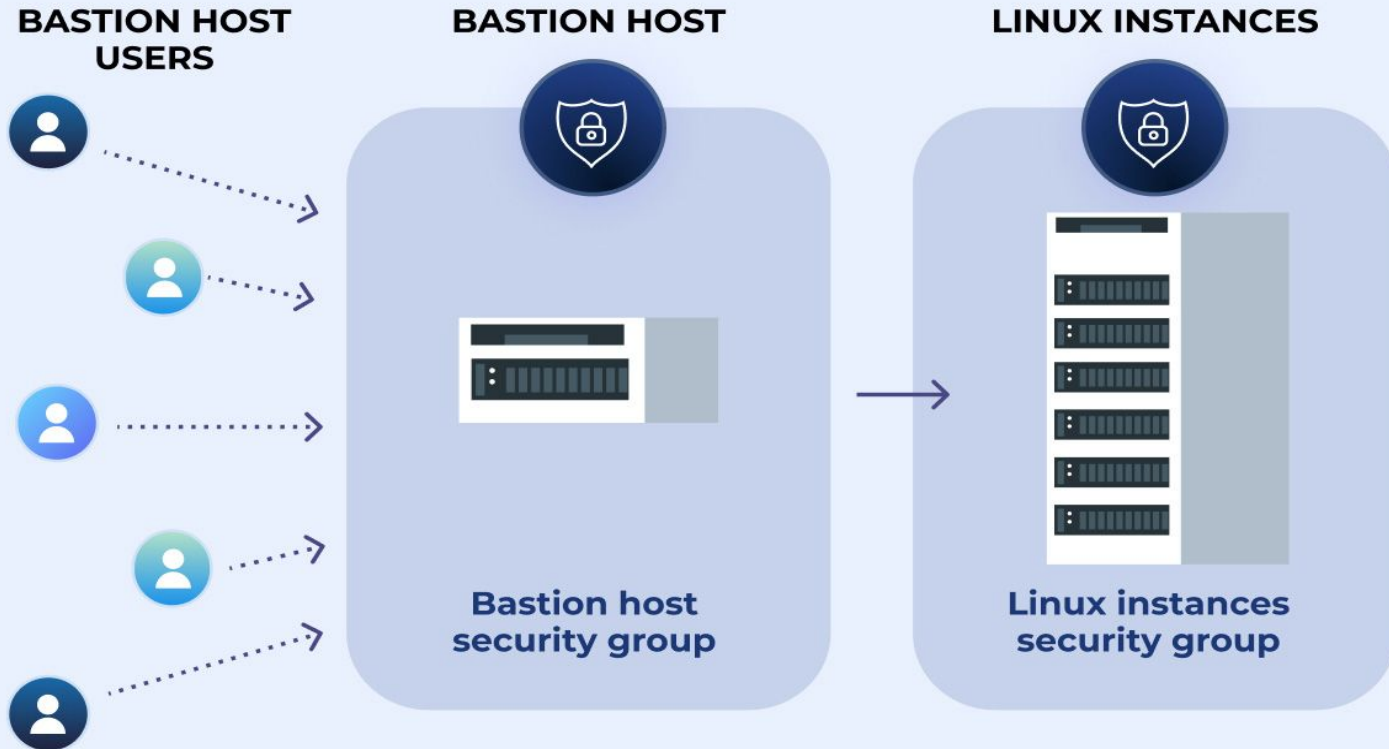 BASTION HOST
USERS
BASTION HOST
LINUX INSTANCES
Bastion host
security group
Linux instances
security group